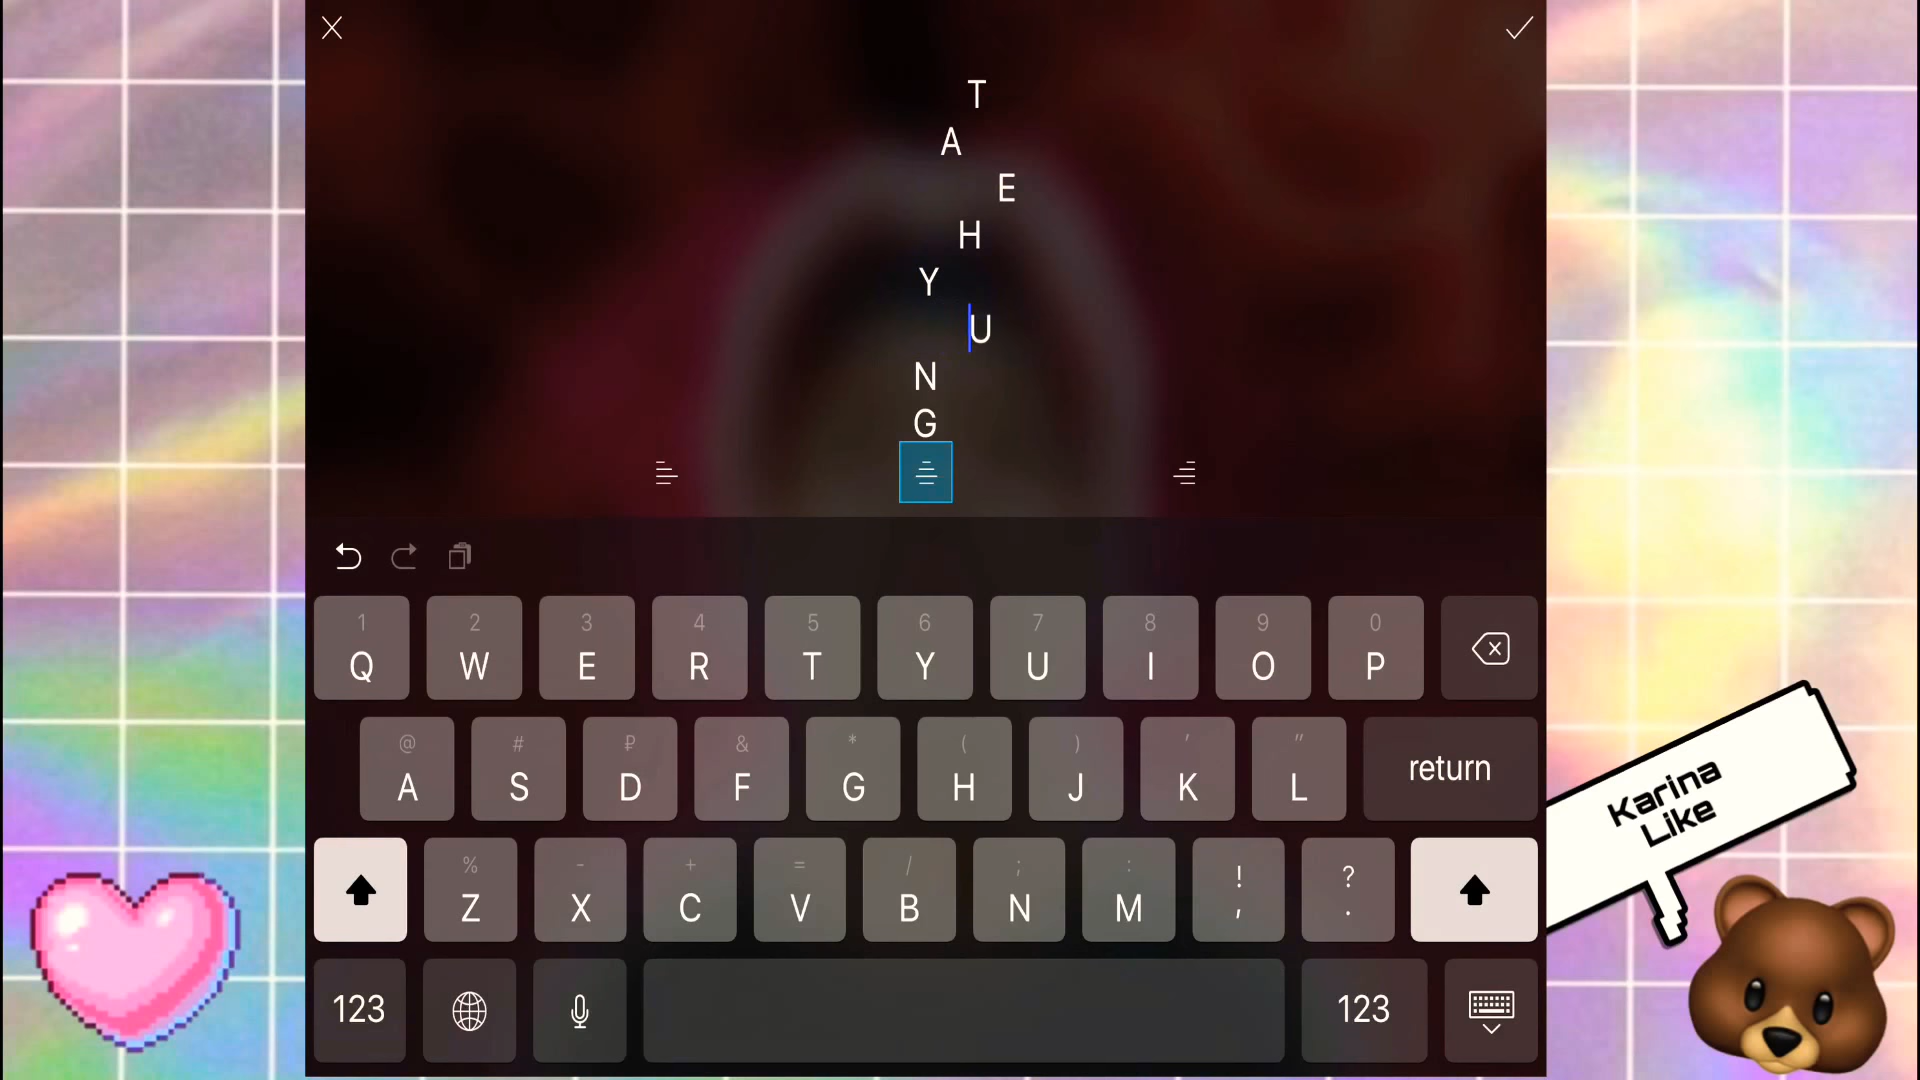 T
A
E
H
Y
U
N
G
1 2 3 4 5 6 7 8 9 0
Q W E R T Y U I O P
@ # ₽ & * ( ) ' "
A S D F G H J K L return
% - + = / ; : ! ?
Z X C V B N M , .
123 123
Karina
Like